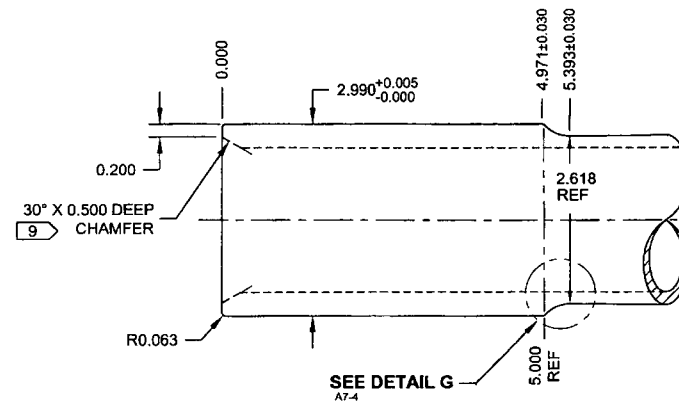 0.000
2.990 +0.005
-0.000
4.971±0.030
5.393±0.030
0.200
2.618
REF
30° X 0.500 DEEP
9 CHAMFER
R0.063
5.000
REF
SEE DETAIL G
A7-4